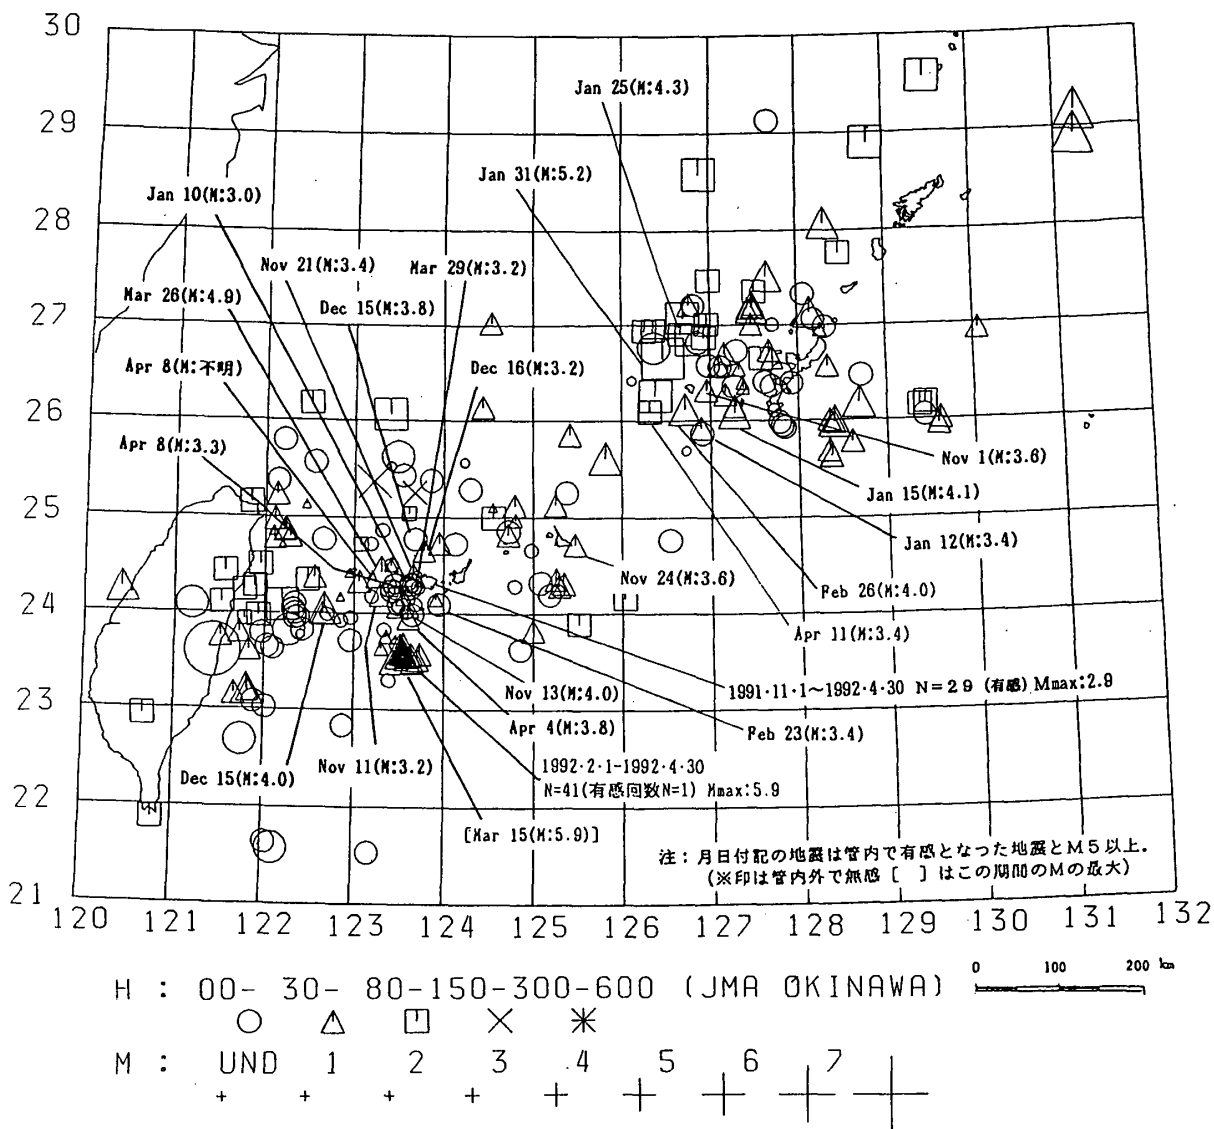 30
29
28
27
26
25
24
23
22
21
Jan 25(M:4.3)
Jan 31(M:5.2)
Jan 10(M:3.0)
Nov 21(M:3.4)
Mar 29(M:3.2)
Mar 26(M:4.9)
Dec 15(M:3.8)
Apr 8(M:不明)
Dec 16(M:3.2)
Apr 8(M:3.3)
Nov 1(M:3.6)
Jan 15(M:4.1)
Jan 12(M:3.4)
Nov 24(M:3.6)
Feb 26(M:4.0)
Apr 11(M:3.4)
1991·11·1~1992·4·30 N=29 (有感) Mmax:2.9
Nov 13(M:4.0)
Apr 4(M:3.8)
Feb 23(M:3.4)
Dec 15(M:4.0)
Nov 11(M:3.2)
1992·2·1-1992·4·30
N=41(有感回数N=1) Mmax:5.9
[Mar 15(M:5.9)]
注：月日付記の地震は管内で有感となった地震とM5以上.
(※印は管内外で無感 [ ] はこの期間のMの最大)
120 121 122 123 124 125 126 127 128 129 130 131 132
0 100 200 km
H : 00- 30- 80-150-300-600 (JMA OKINAWA)
M : UND 1 2 3 4 5 6 7